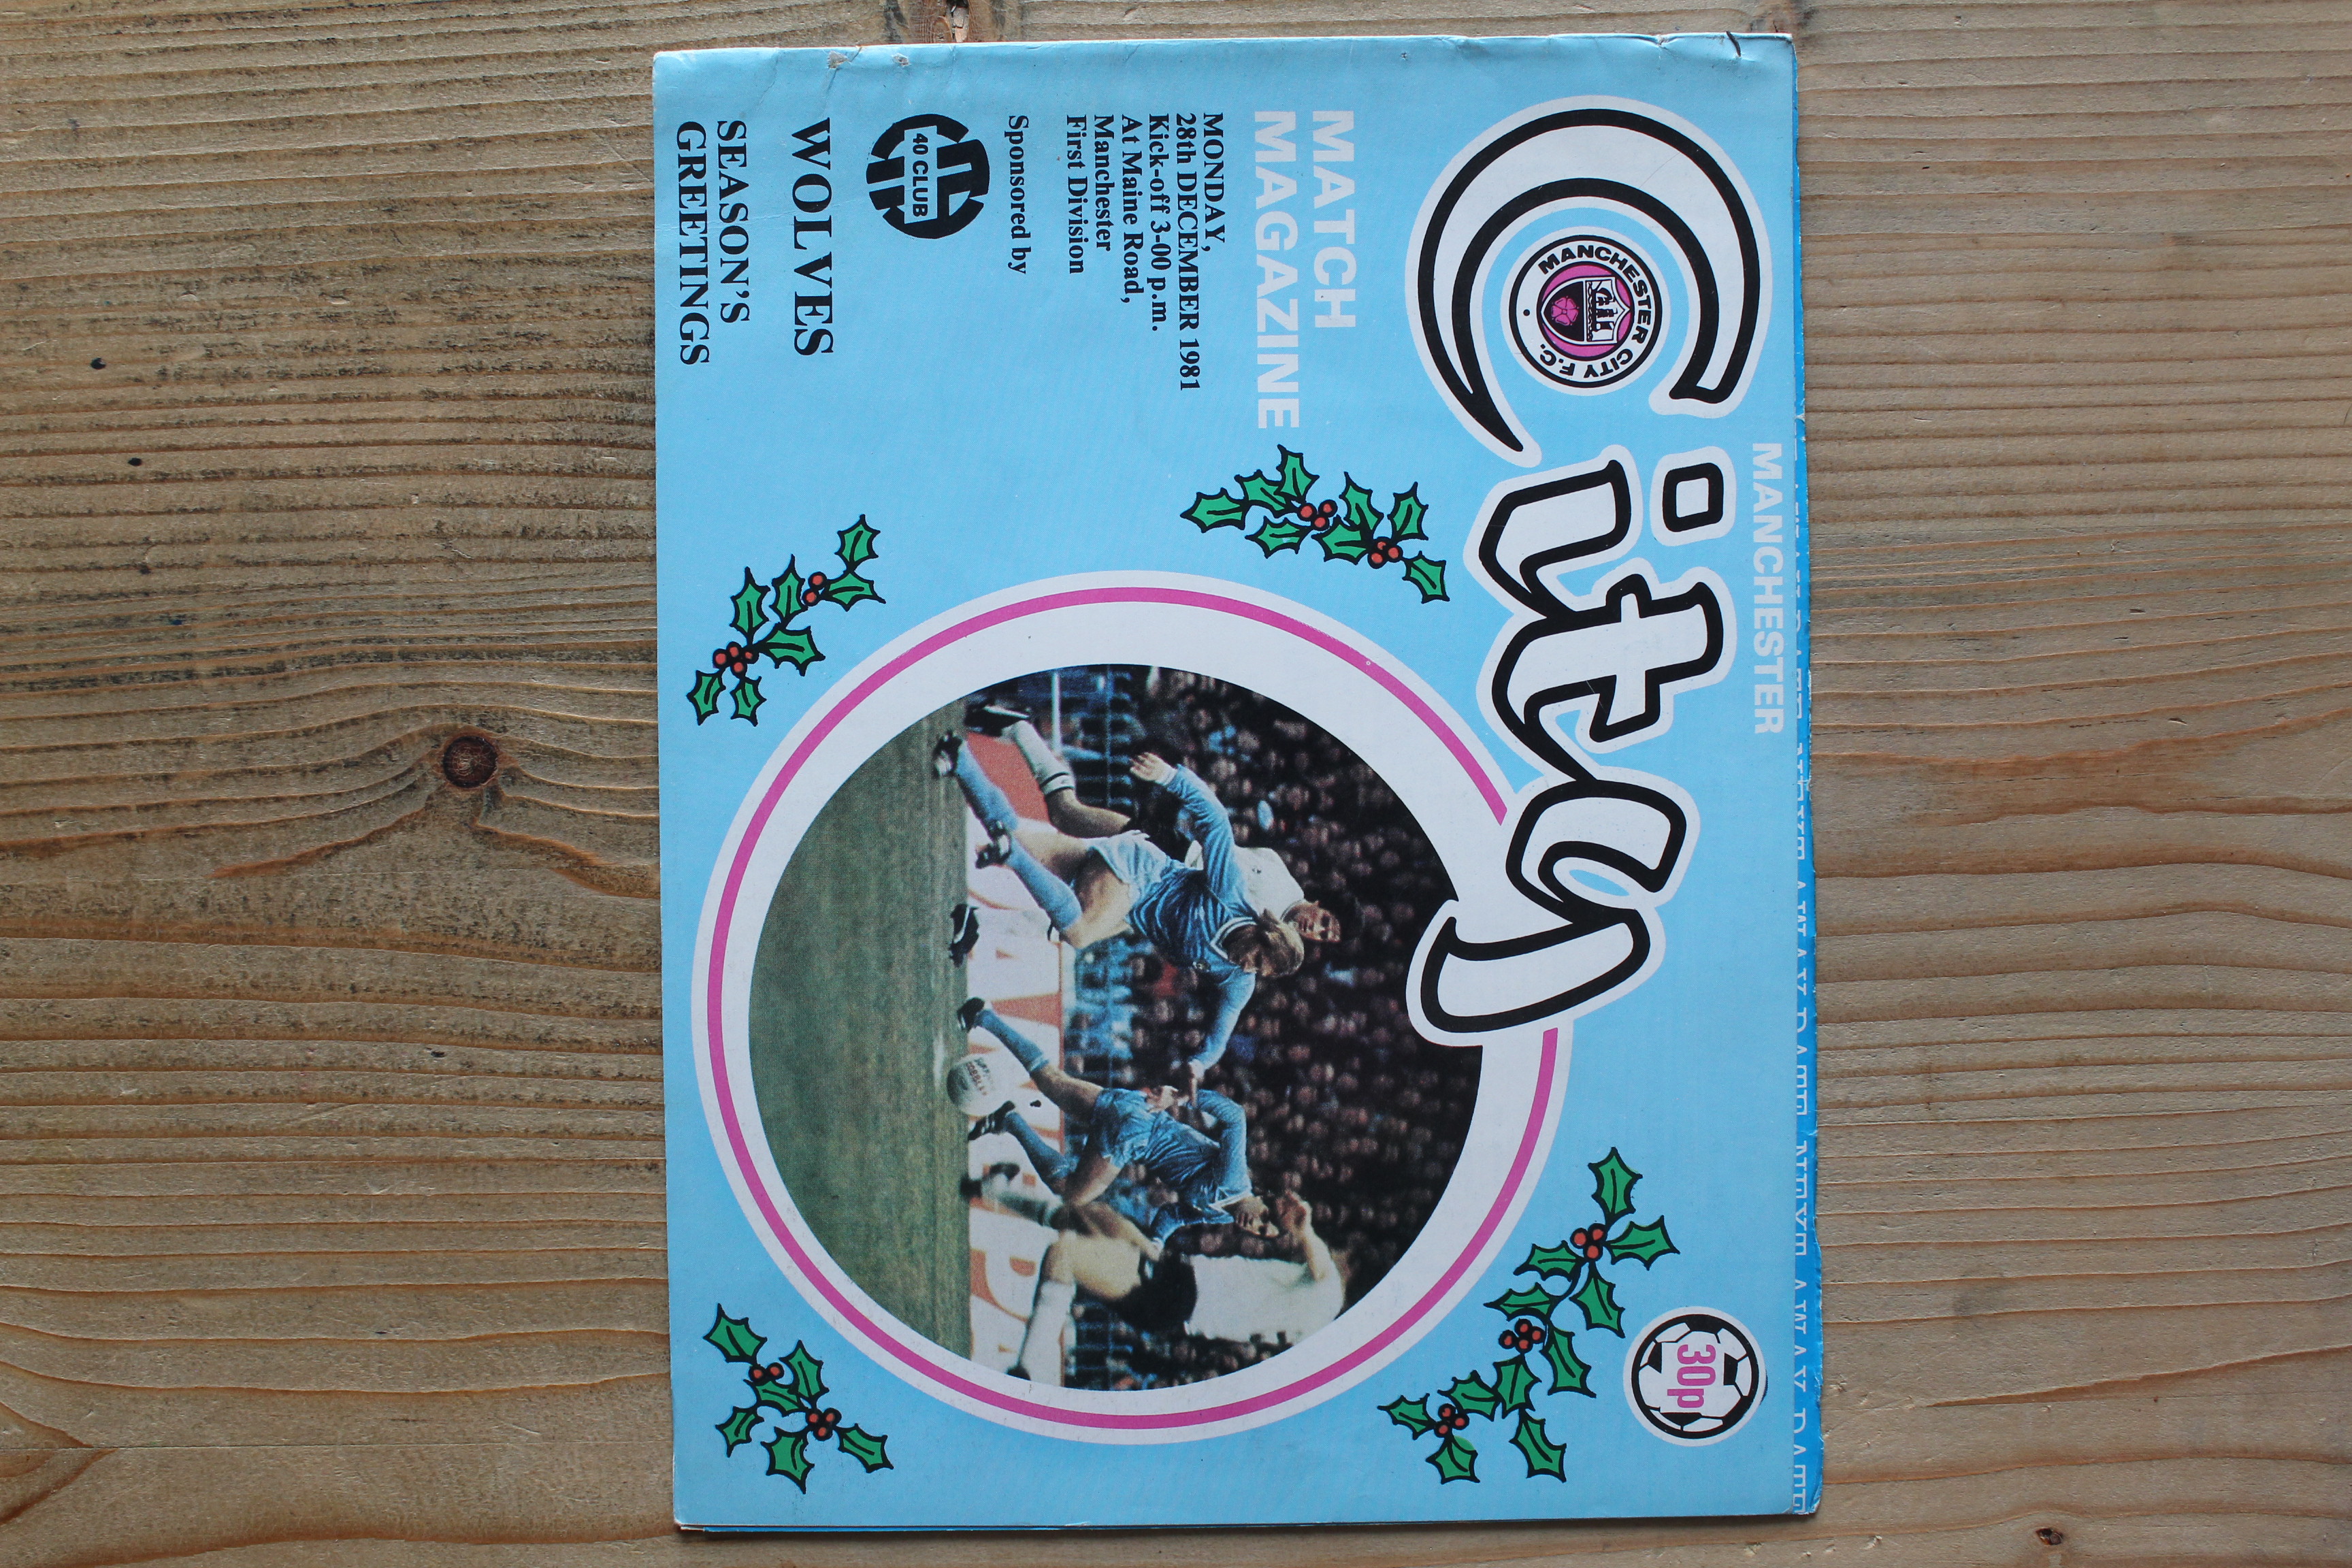 MANCHESTER
City
MANCHESTER CITY F.C.
30p
MATCH
MAGAZINE
MONDAY,
28th DECEMBER 1981
Kick-off 3-00 p.m.
At Maine Road,
Manchester
First Division
Sponsored by
40 CLUB
WOLVES
SEASON'S
GREETINGS